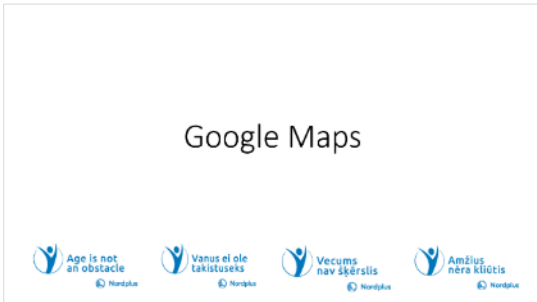 Google Maps
Age is not
an obstacle
Nordplus
Vanus ei ole
takistuseks
Nordplus
Vecums
nav šķērslis
Nordplus
Amžius
nėra kliūtis
Nordplus